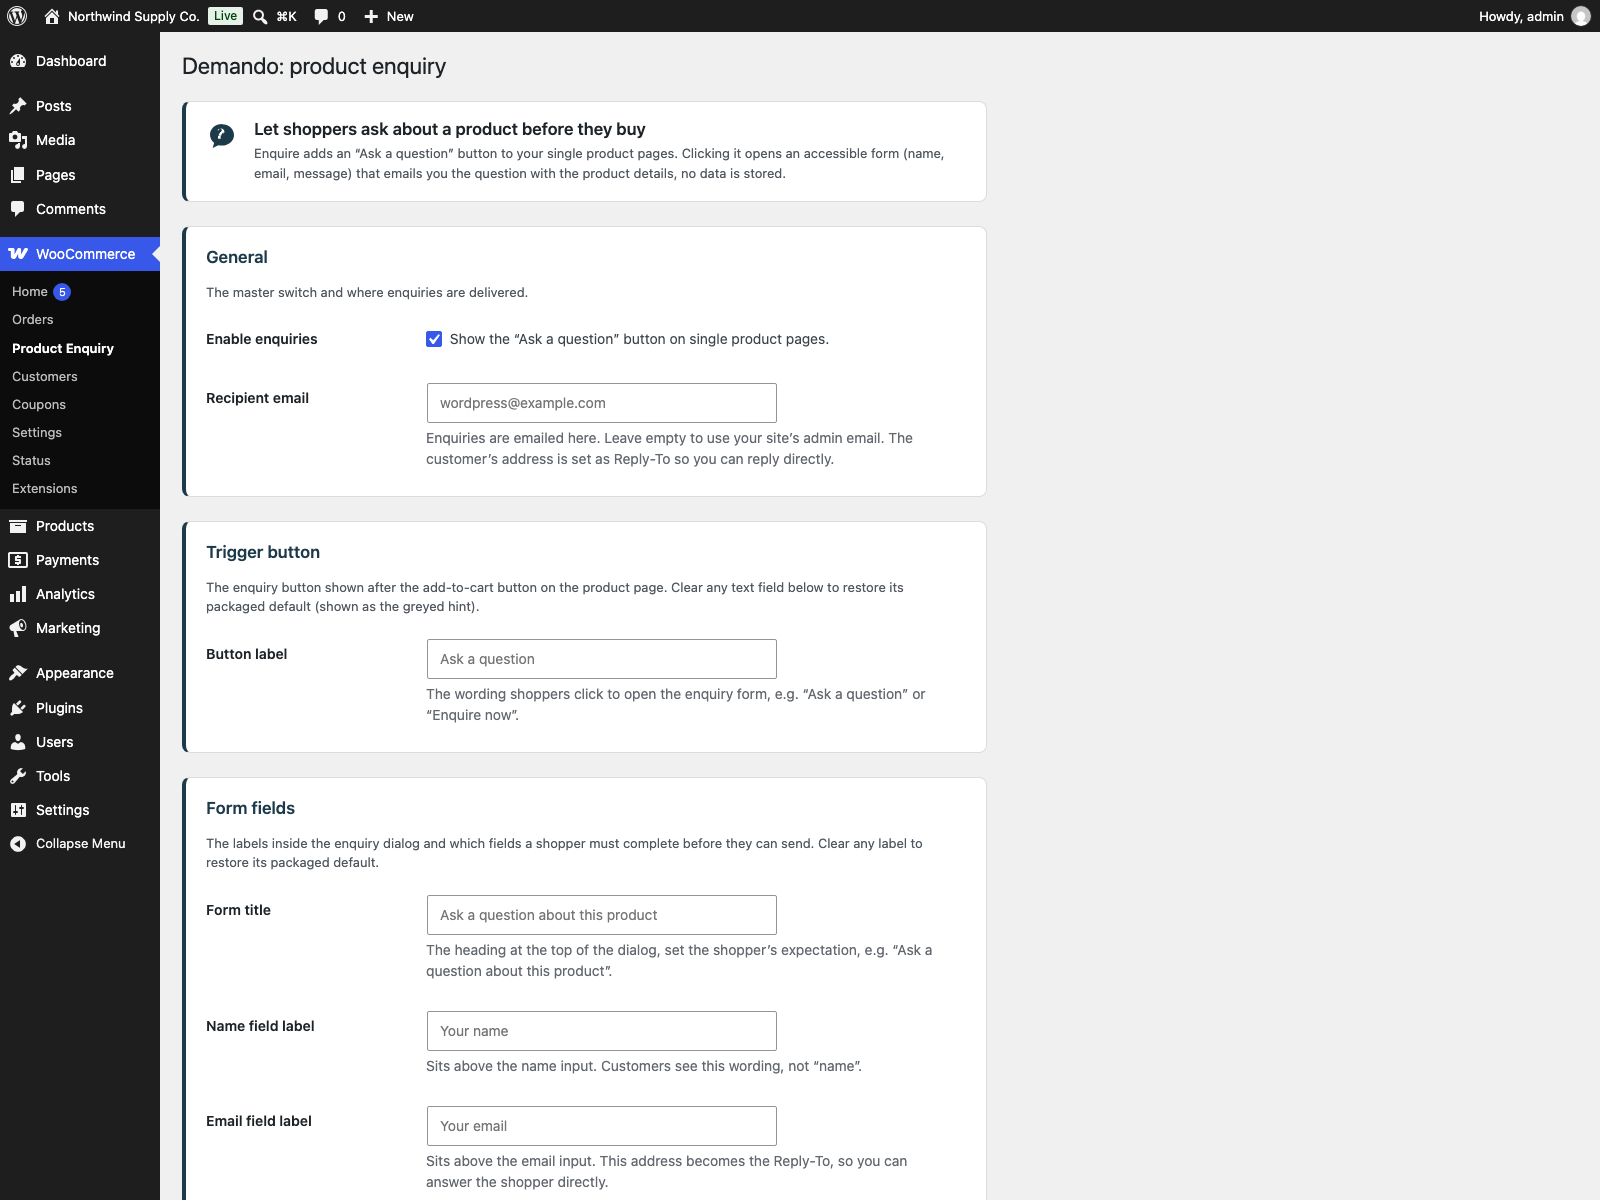 Northwind Supply Co. Live ⌘K 0 New Howdy, admin
Dashboard
Posts
Media
Pages
Comments
WooCommerce
Home 5
Orders
Product Enquiry
Customers
Coupons
Settings
Status
Extensions
Products
Payments
Analytics
Marketing
Appearance
Plugins
Users
Tools
Settings
Collapse Menu
Demando: product enquiry
Let shoppers ask about a product before they buy
Enquire adds an “Ask a question” button to your single product pages. Clicking it opens an accessible form (name,
email, message) that emails you the question with the product details, no data is stored.
General
The master switch and where enquiries are delivered.
Enable enquiries
Show the “Ask a question” button on single product pages.
Recipient email
wordpress@example.com
Enquiries are emailed here. Leave empty to use your site’s admin email. The
customer’s address is set as Reply-To so you can reply directly.
Trigger button
The enquiry button shown after the add-to-cart button on the product page. Clear any text field below to restore its
packaged default (shown as the greyed hint).
Button label
Ask a question
The wording shoppers click to open the enquiry form, e.g. “Ask a question” or
“Enquire now”.
Form fields
The labels inside the enquiry dialog and which fields a shopper must complete before they can send. Clear any label to
restore its packaged default.
Form title
Ask a question about this product
The heading at the top of the dialog, set the shopper’s expectation, e.g. “Ask a
question about this product”.
Name field label
Your name
Sits above the name input. Customers see this wording, not “name”.
Email field label
Your email
Sits above the email input. This address becomes the Reply-To, so you can
answer the shopper directly.